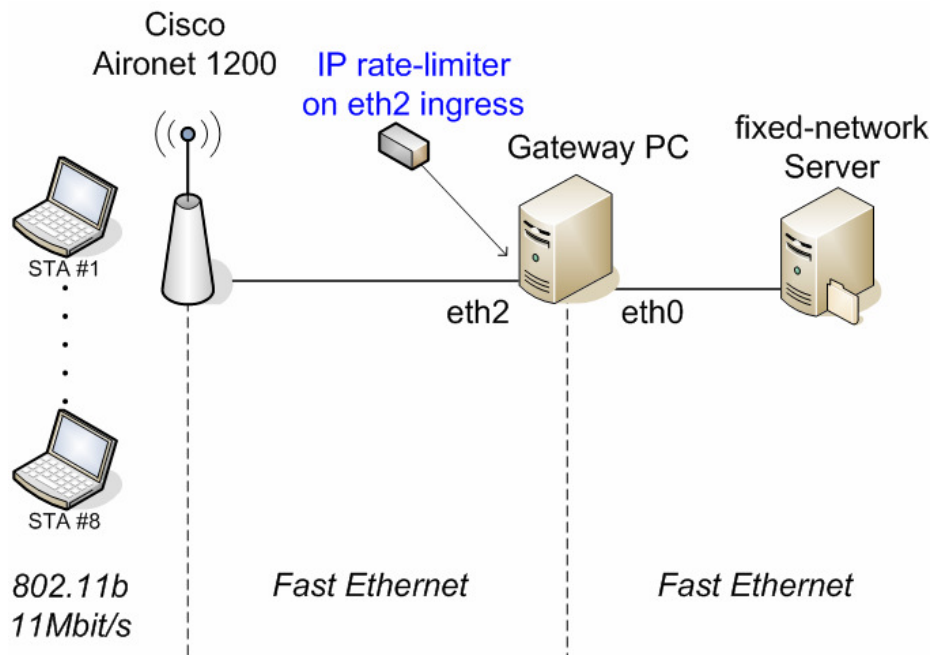 Cisco
Aironet 1200
IP rate-limiter
on eth2 ingress
Gateway PC
fixed-network
Server
STA #1
eth2
eth0
STA #8
802.11b
11Mbit/s
Fast Ethernet
Fast Ethernet